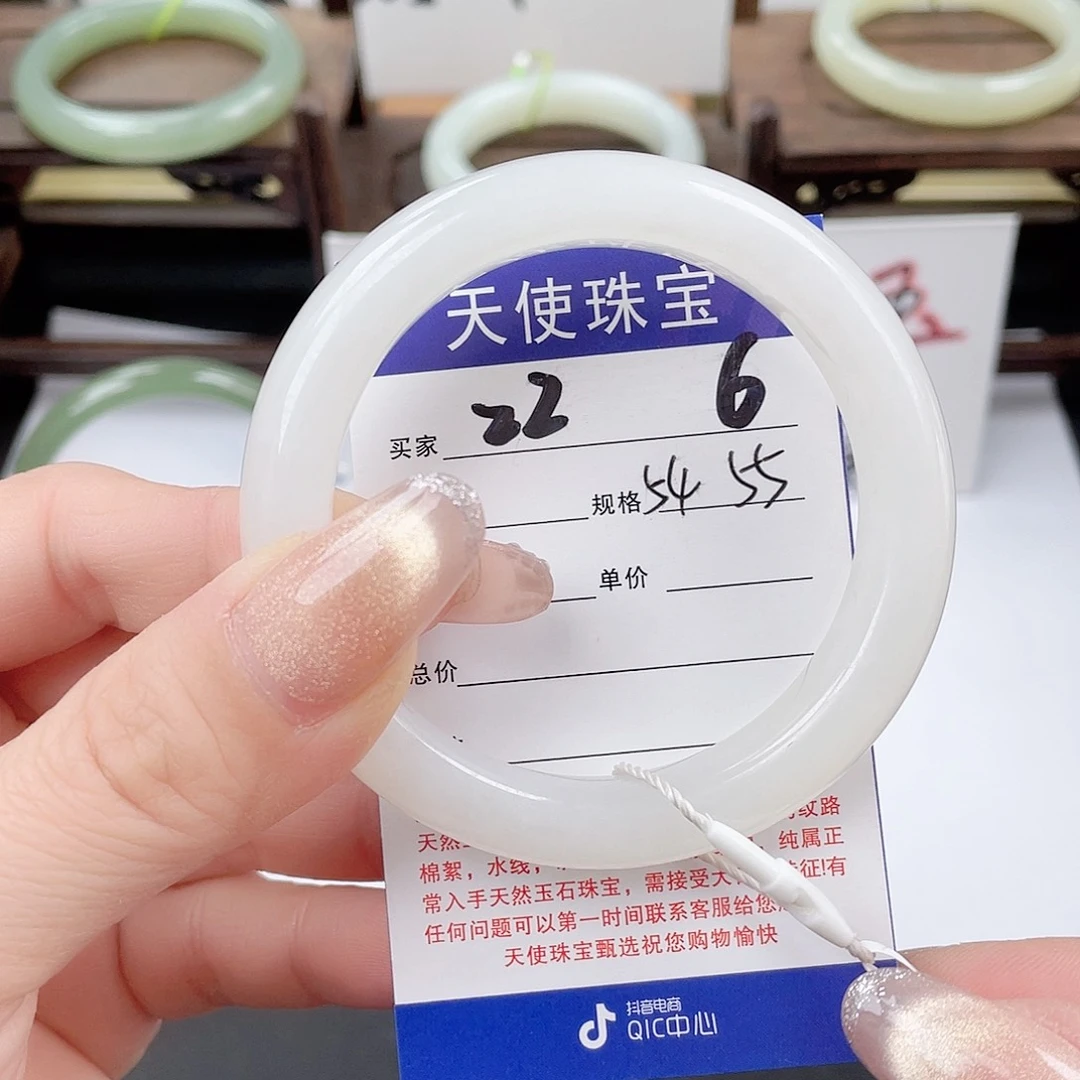 天使珠宝
买家 22 6
规格 54 55
单价
总价
纹路
天然
纯属正
棉絮，水线，
特征!有
常入手天然玉石珠宝，需接受大
任何问题可以第一时间联系客服给您
天使珠宝甄选祝您购物愉快
抖音电商
QIC中心